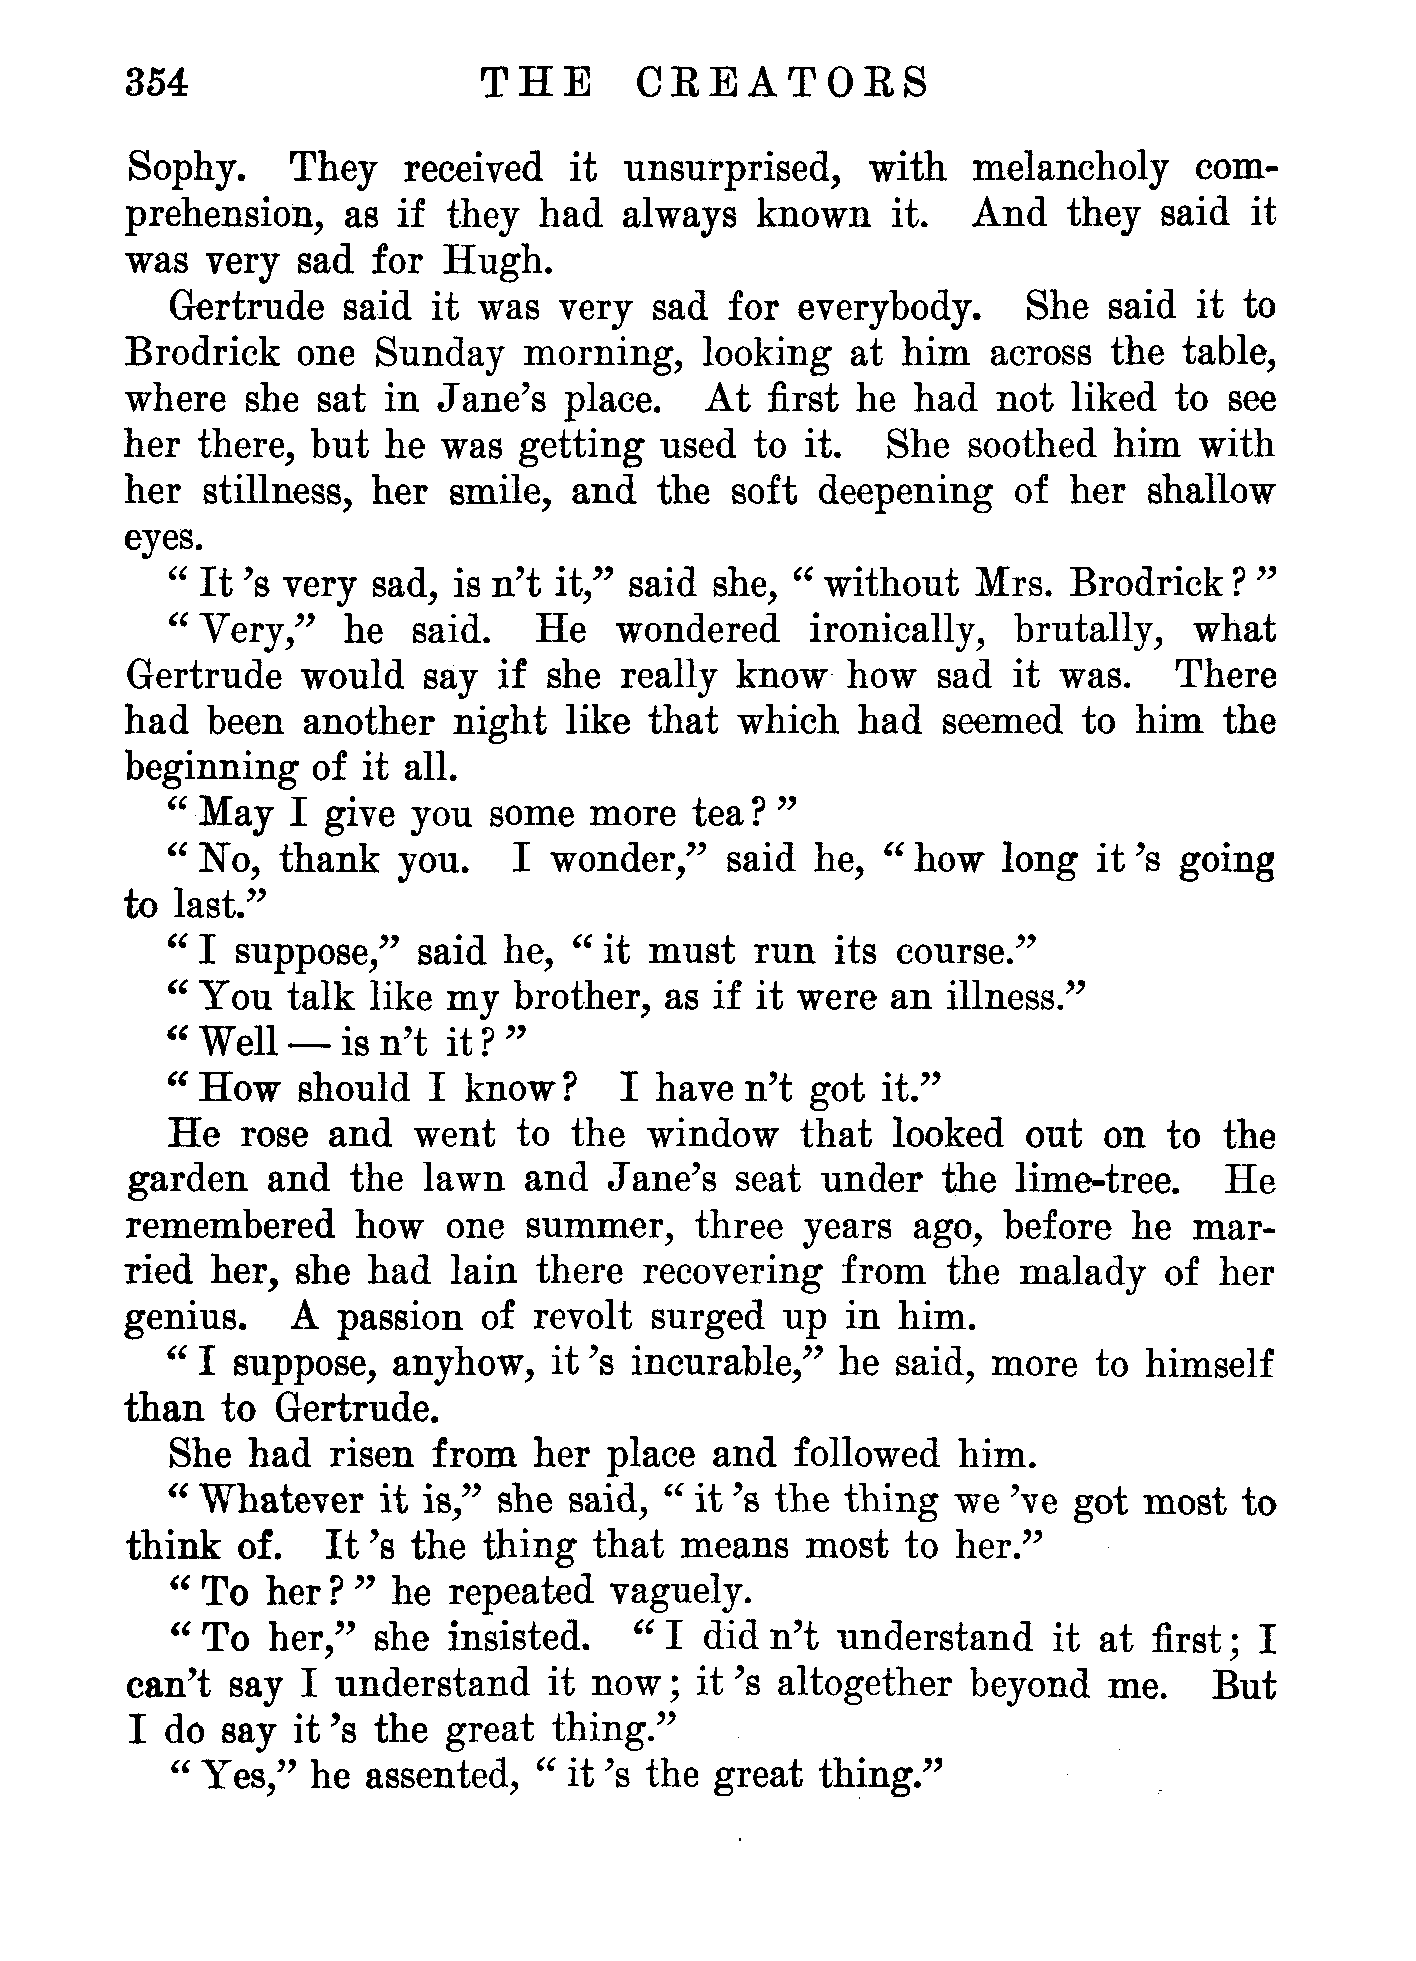 354 THE CREATORS
Sophy. They received it unsurprised, with melancholy com-
prehension, as if they had always known it. And they said it
was very sad for Hugh.
Gertrude said it was very sad for everybody. She said it to
Brodrick one Sunday morning, looking at him across the table,
where she sat in Jane's place. At first he had not liked to see
her there, but he was getting used to it. She soothed him with
her stillness, her smile, and the soft deepening of her shallow
eyes.
“ It 's very sad, is n't it,” said she, “ without Mrs. Brodrick? ”
“ Very,” he said. He wondered ironically, brutally, what
Gertrude would say if she really know how sad it was. There
had been another night like that which had seemed to him the
beginning of it all.
“ May I give you some more tea? ”
“ No, thank you. I wonder,” said he, “ how long it 's going
to last.”
“ I suppose,” said he, “ it must run its course.”
“ You talk like my brother, as if it were an illness.”
“ Well — is n't it? ”
“ How should I know? I have n't got it.”
He rose and went to the window that looked out on to the
garden and the lawn and Jane's seat under the lime-tree. He
remembered how one summer, three years ago, before he mar-
ried her, she had lain there recovering from the malady of her
genius. A passion of revolt surged up in him.
“ I suppose, anyhow, it 's incurable,” he said, more to himself
than to Gertrude.
She had risen from her place and followed him.
“ Whatever it is,” she said, “ it 's the thing we 've got most to
think of. It 's the thing that means most to her.”
“ To her? ” he repeated vaguely.
“ To her,” she insisted. “ I did n't understand it at first; I
can't say I understand it now; it 's altogether beyond me. But
I do say it 's the great thing.”
“ Yes,” he assented, “ it 's the great thing.”